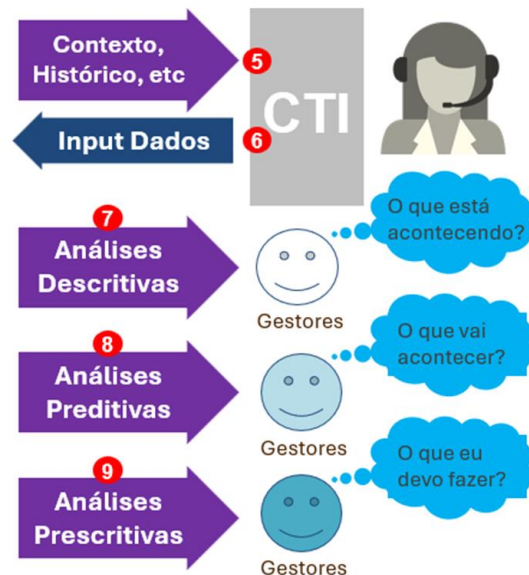 Contexto,
Histórico, etc
5
CTI
Input Dados
6
7
Análises
Descritivas
Gestores
O que está
acontecendo?
8
Análises
Preditivas
Gestores
O que vai
acontecer?
9
Análises
Prescritivas
Gestores
O que eu
devo fazer?